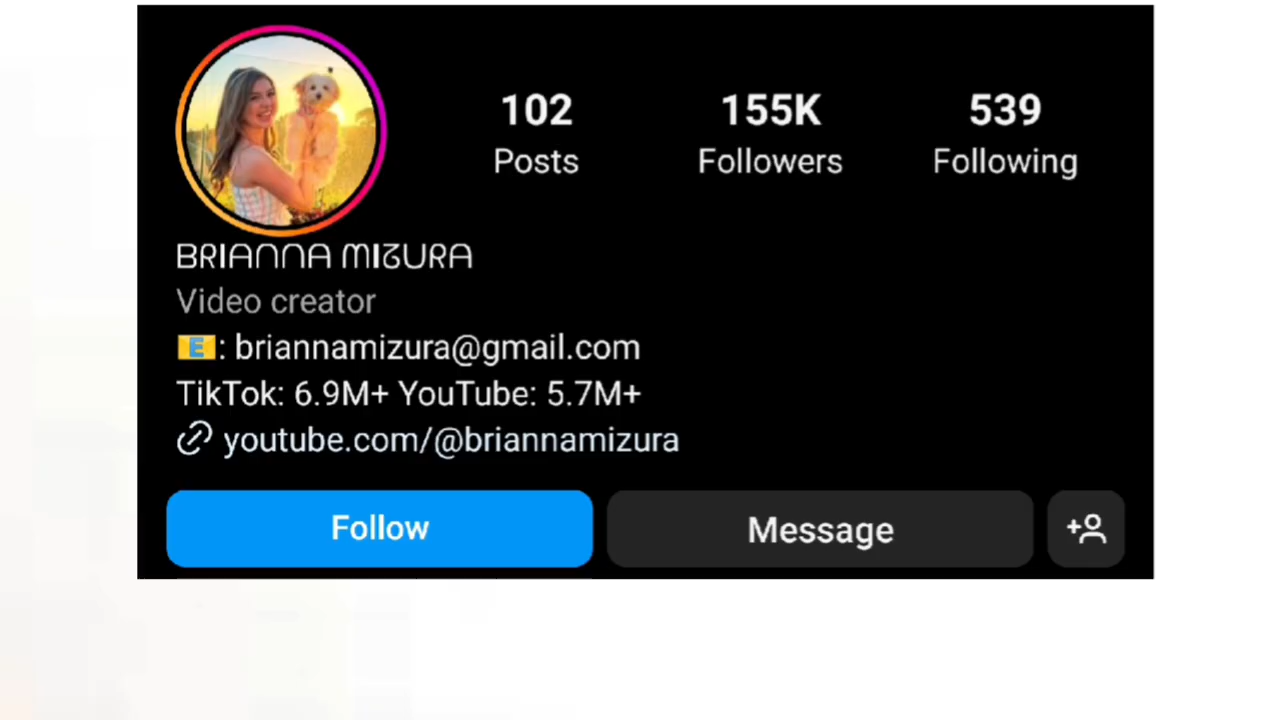 102 155K 539
Posts Followers Following
BRIANNA MIZURA
Video creator
📧: briannamizura@gmail.com
TikTok: 6.9M+ YouTube: 5.7M+
youtube.com/@briannamizura
Follow Message